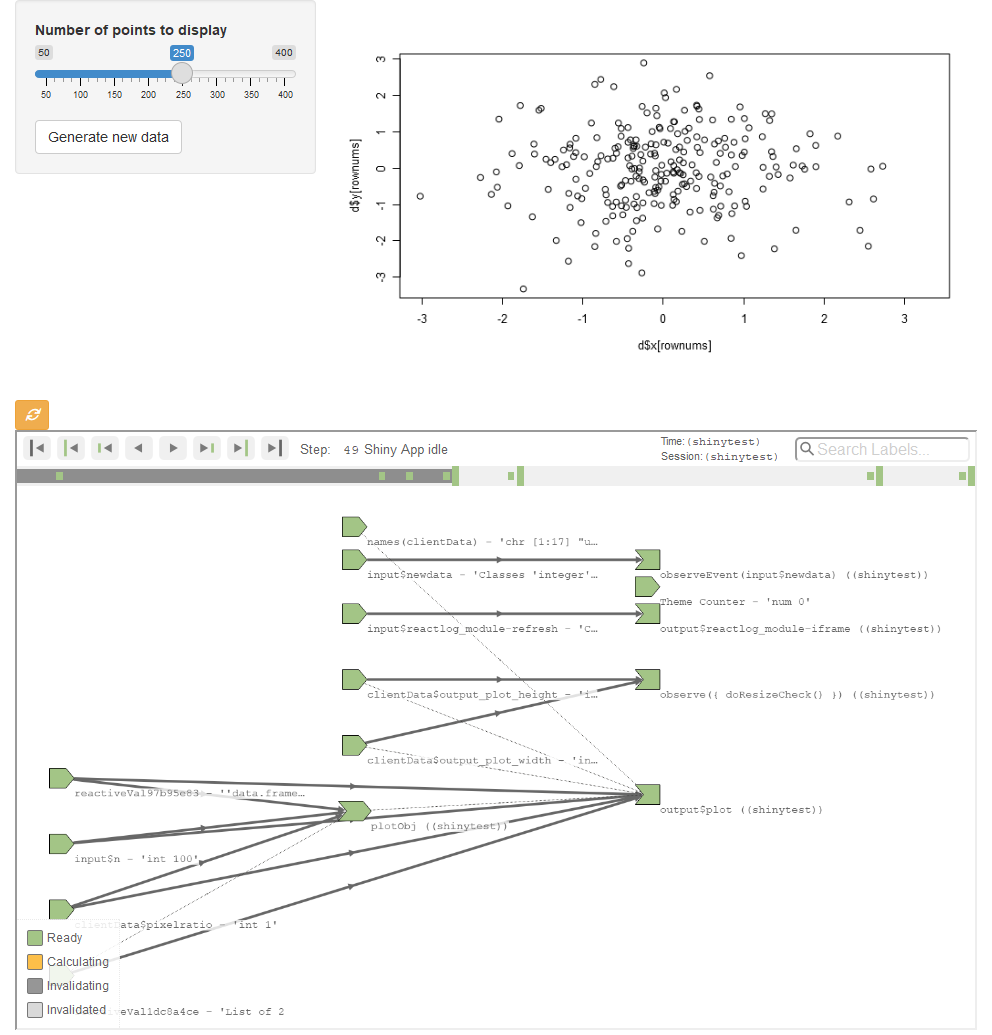 Number of points to display
50 250 400
50 100 150 200 250 300 350 400
Generate new data
3
2
1
0
-1
-2
-3
d$y[rownums]
-3 -2 -1 0 1 2 3
d$x[rownums]
Step: 49 Shiny App idle
Time: (shinytest)
Session: (shinytest)
Search Labels...
names(clientData) - 'chr [1:17] "u…
input$newdata - 'Classes 'integer'…
observeEvent(input$newdata) ((shinytest))
Theme Counter - 'num 0'
input$reactlog_module-refresh - 'C…
output$reactlog_module-iframe ((shinytest))
clientData$output_plot_height - 'i…
observe({ doResizeCheck() }) ((shinytest))
clientData$output_plot_width - 'in…
reactiveVal97b95e83 - ''data.frame…
output$plot ((shinytest))
plotObj ((shinytest))
input$n - 'int 100'
clientData$pixelratio - 'int 1'
Ready
Calculating
Invalidating
Invalidated
veVal1dc8a4ce - 'List of 2